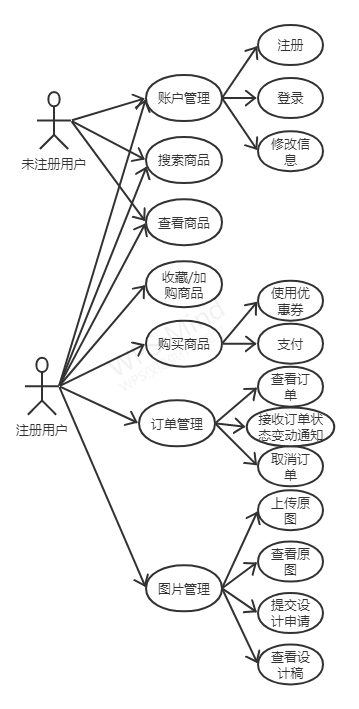 注册
账户管理
登录
未注册用户
修改信
息
搜索商品
查看商品
收藏/加
购商品
使用优
惠券
购买商品
支付
查看订
单
注册用户
订单管理
接收订单状
态变动通知
取消订
单
上传原
图
查看原
图
图片管理
提交设
计申请
查看设
计稿